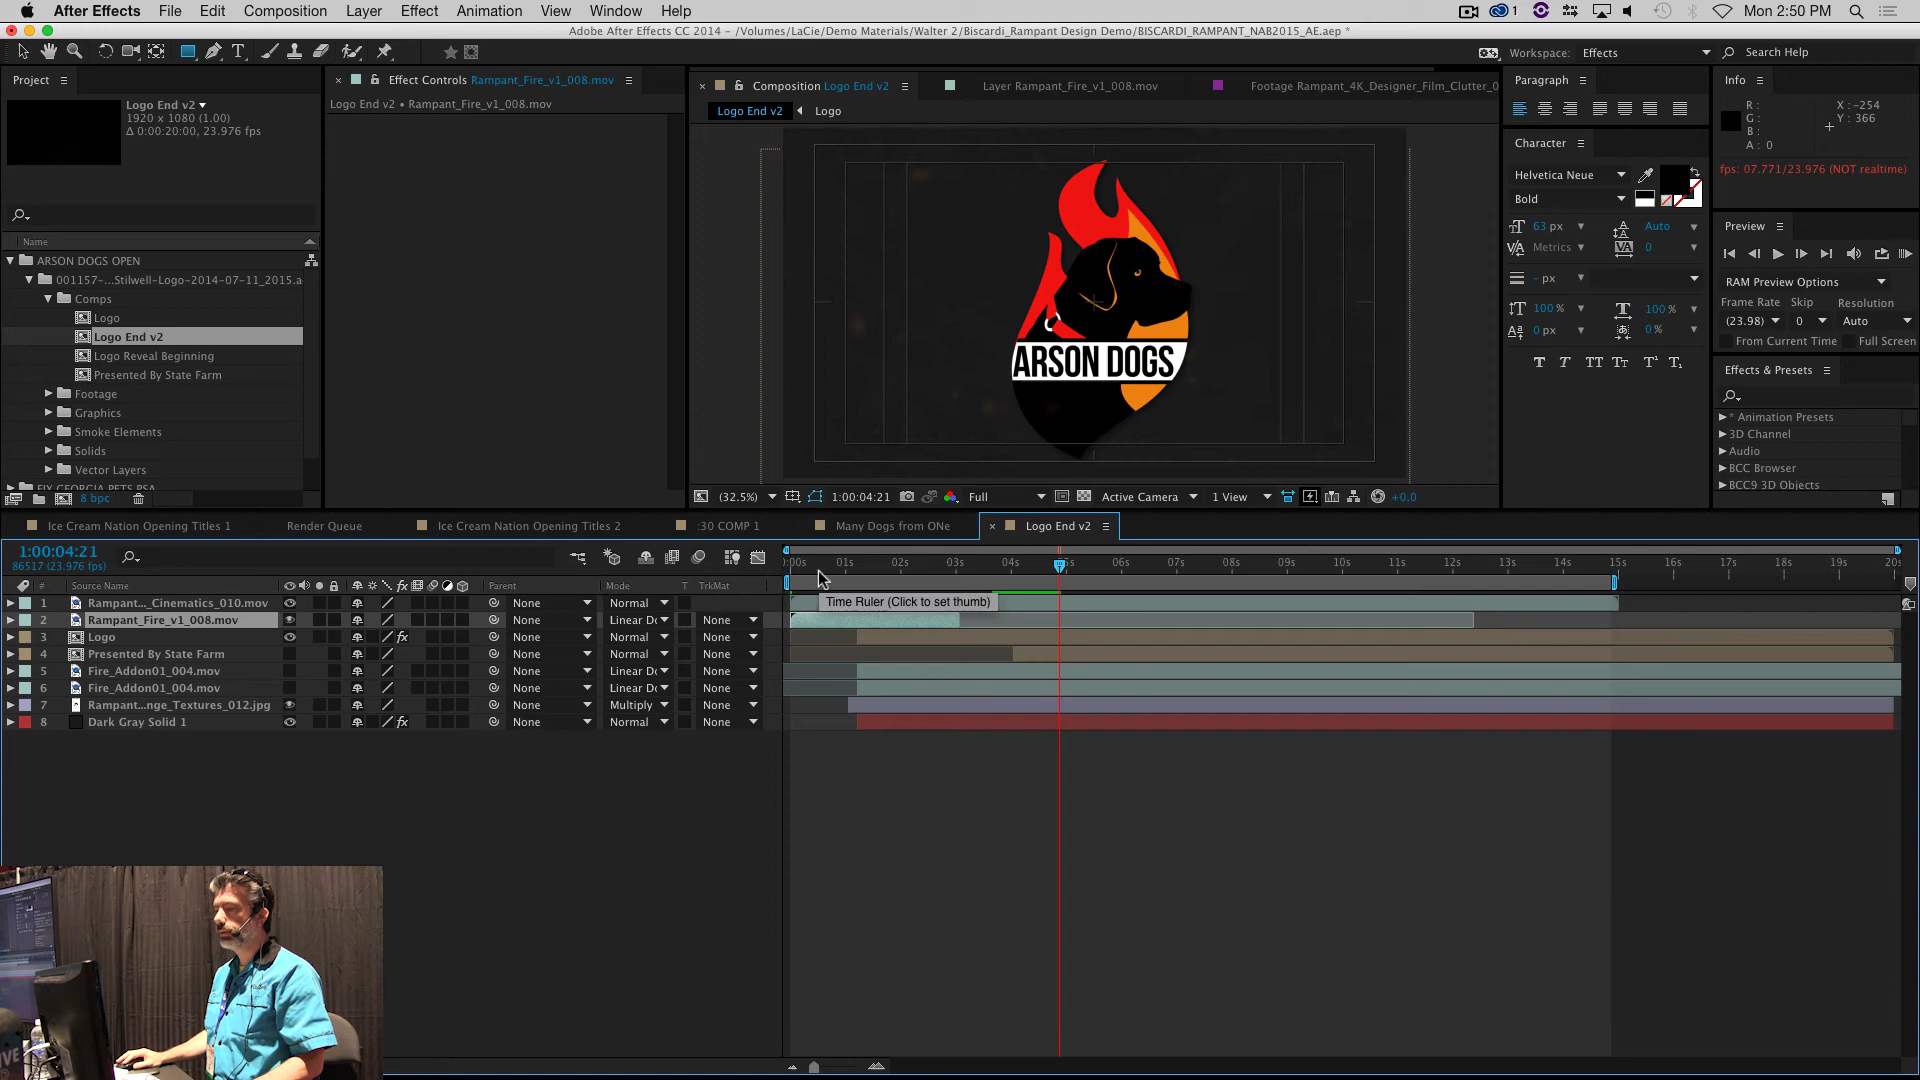 After Effects File Edit Composition Layer Effect Animation View Window Help
1 Mon 2:50 PM
Adobe After Effects CC 2014 - /Volumes/LaCie/Demo Materials/Walter 2/Biscardi_Rampant Design Demo/BISCARDI_RAMPANT_NAB2015_AE.aep *
Workspace: Effects Search Help
Project
Logo End v2
1920 x 1080 (1.00)
Δ 0:00:20:00, 23.976 fps
Name
ARSON DOGS OPEN
001157-...Stilwell-Logo-2014-07-11_2015.a
Comps
Logo
Logo End v2
Logo Reveal Beginning
Presented By State Farm
Footage
Graphics
Smoke Elements
Solids
Vector Layers
FIX GEORGIA PETS PSA
8 bpc
Effect Controls Rampant_Fire_v1_008.mov
Logo End v2 • Rampant_Fire_v1_008.mov
Composition Logo End v2
Layer Rampant_Fire_v1_008.mov
Footage Rampant_4K_Designer_Film_Clutter_0
Logo End v2 Logo
ARSON DOGS
(32.5%) 1:00:04:21 Full Active Camera 1 View +0.0
Paragraph
Character
Helvetica Neue
Bold
63 px Auto
Metrics 0
- px
100 % 100 %
0 px 0 %
Info
R :
G :
B :
A : 0
X : -254
Y : 366
fps: 07.771/23.976 (NOT realtime)
Preview
RAM Preview Options
Frame Rate Skip Resolution
(23.98) 0 Auto
From Current Time Full Screen
Effects & Presets
* Animation Presets
3D Channel
Audio
BCC Browser
BCC9 3D Objects
Ice Cream Nation Opening Titles 1 Render Queue Ice Cream Nation Opening Titles 2 :30 COMP 1 Many Dogs from ONe Logo End v2
1:00:04:21
86517 (23.976 fps)
:00s 01s 02s 03s 04s 5s 06s 07s 08s 09s 10s 11s 12s 13s 14s 15s 16s 17s 18s 19s 20s
# Source Name Parent Mode T TrkMat
1 Rampant..._Cinematics_010.mov None Normal
Time Ruler (Click to set thumb)
2 Rampant_Fire_v1_008.mov None Linear Do None
3 Logo None Normal None
4 Presented By State Farm None Normal None
5 Fire_Addon01_004.mov None Linear Do None
6 Fire_Addon01_004.mov None Linear Do None
7 Rampant...nge_Textures_012.jpg None Multiply None
8 Dark Gray Solid 1 None Normal None